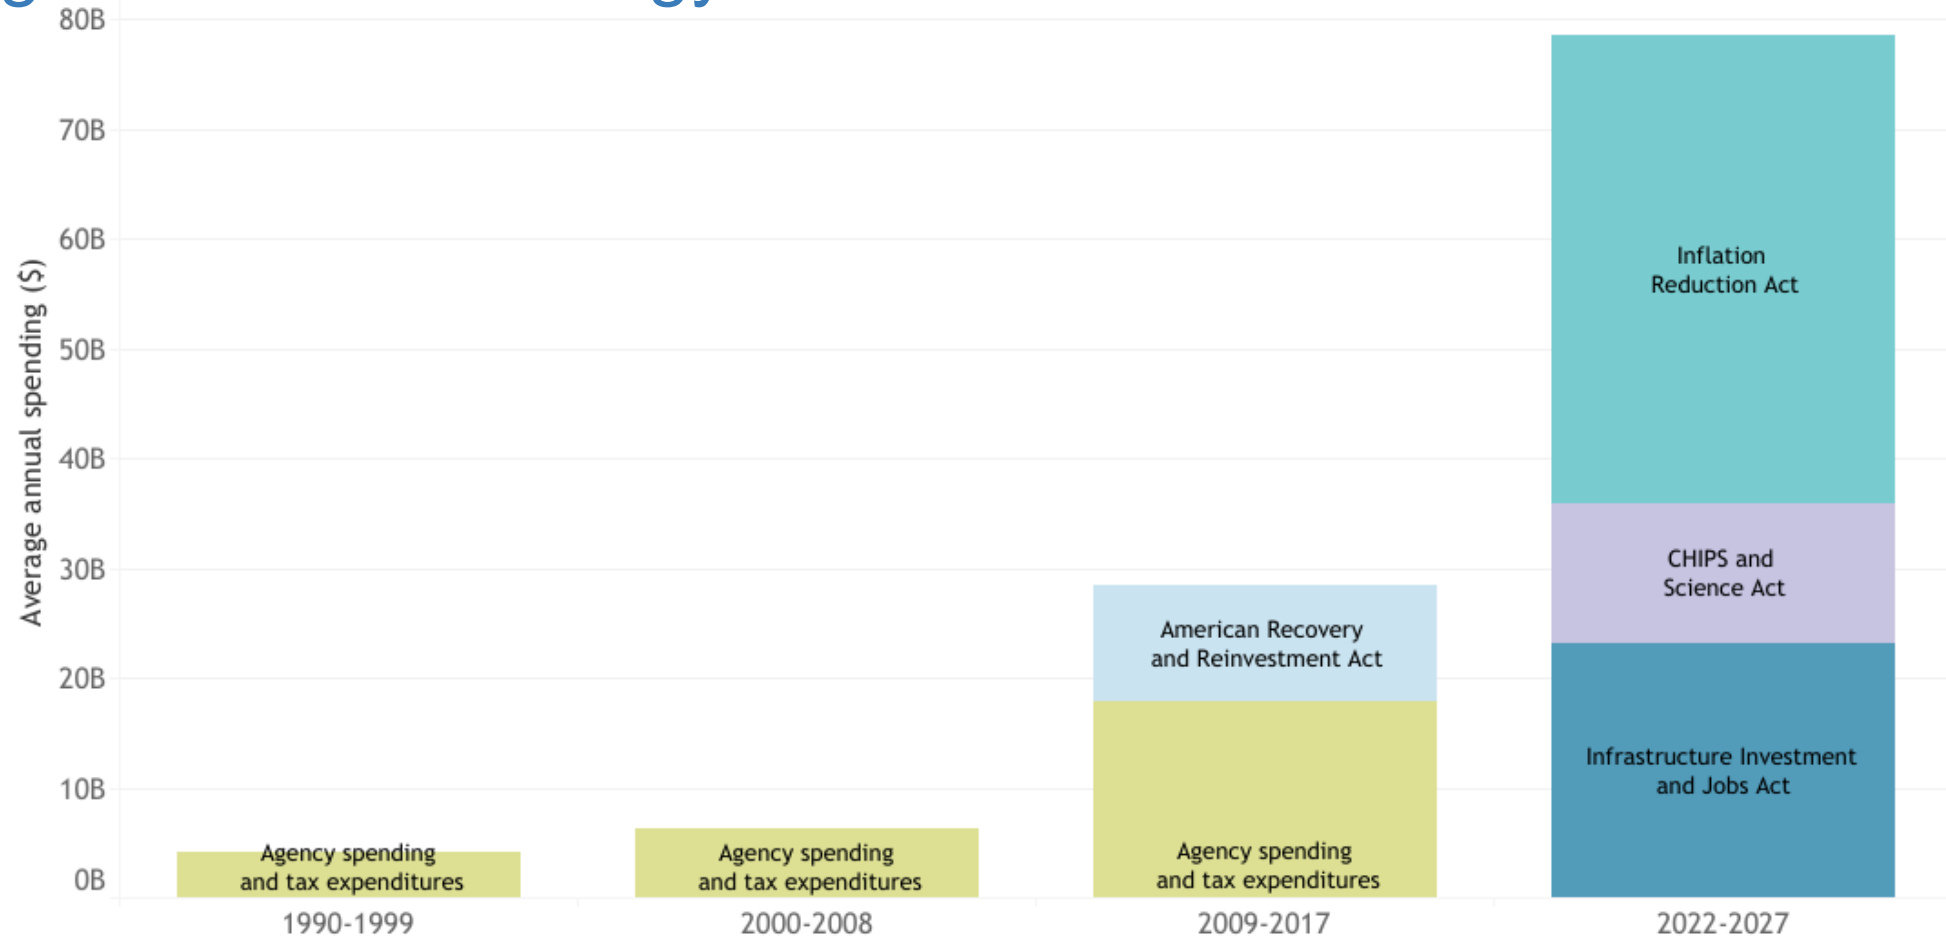 80B
70B
60B
50B
40B
30B
20B
10B
0B
Average annual spending ($)
Agency spending
and tax expenditures
Agency spending
and tax expenditures
American Recovery
and Reinvestment Act
Agency spending
and tax expenditures
Inflation
Reduction Act
CHIPS and
Science Act
Infrastructure Investment
and Jobs Act
1990-1999
2000-2008
2009-2017
2022-2027